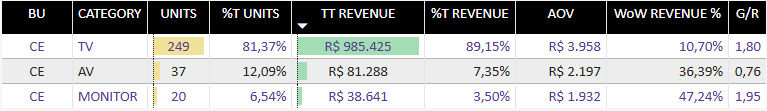 BU CATEGORY UNITS %T UNITS TT REVENUE %T REVENUE AOV WoW REVENUE % G/R
CE TV 249 81,37% R$ 985.425 89,15% R$ 3.958 10,70% 1,80
CE AV 37 12,09% R$ 81.288 7,35% R$ 2.197 36,39% 0,76
CE MONITOR 20 6,54% R$ 38.641 3,50% R$ 1.932 47,24% 1,95